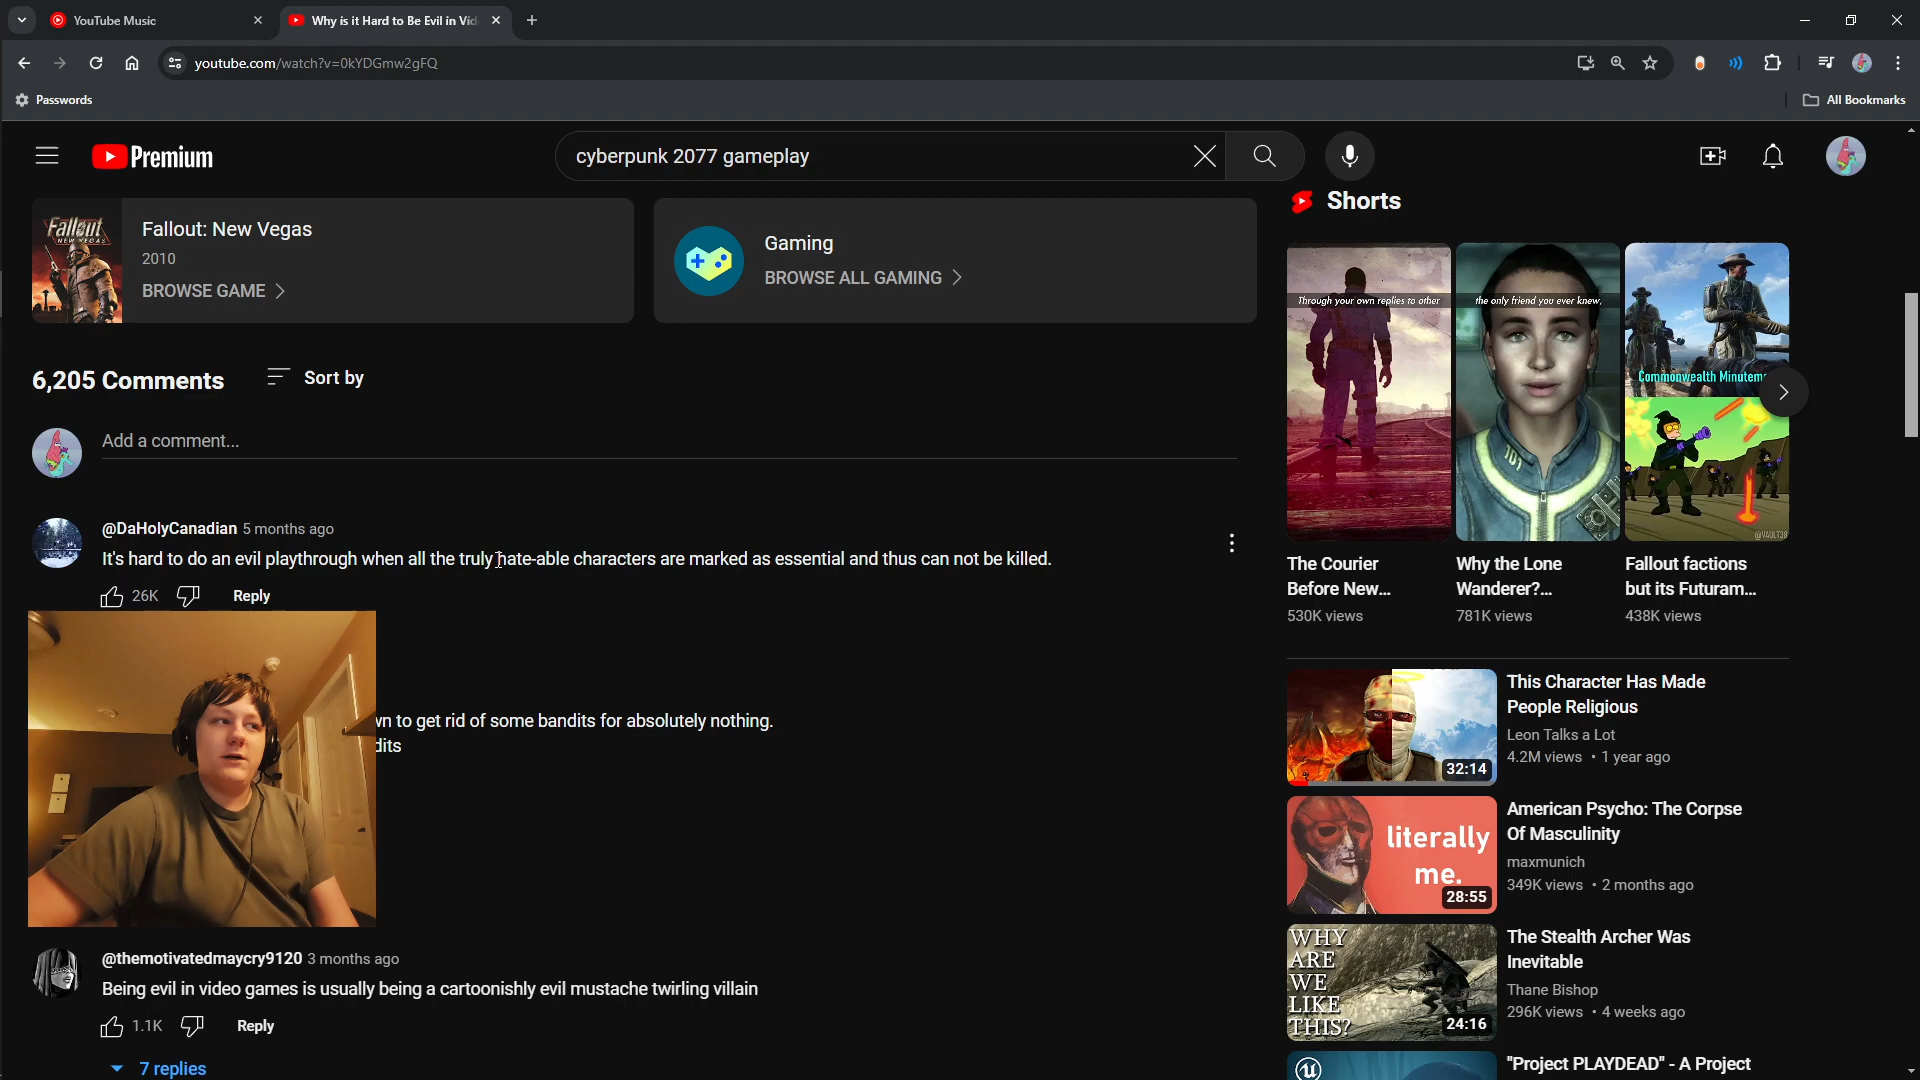 YouTube Music
Why is it Hard to Be Evil in Vid
youtube.com/watch?v=0kYDGmw2gFQ
Passwords
All Bookmarks
Premium
cyberpunk 2077 gameplay
Fallout
NEW VEGAS
Fallout: New Vegas
2010
BROWSE GAME
Gaming
BROWSE ALL GAMING
6,205 Comments
Sort by
Add a comment...
@DaHolyCanadian 5 months ago
It's hard to do an evil playthrough when all the truly hate-able characters are marked as essential and thus can not be killed.
26K
Reply
wn to get rid of some bandits for absolutely nothing.
dits
@themotivatedmaycry9120 3 months ago
Being evil in video games is usually being a cartoonishly evil mustache twirling villain
1.1K
Reply
7 replies
Shorts
Through your own replies to other
the only friend you ever knew,
101
Commonwealth Minutem
@VAULT38
The Courier
Before New...
530K views
Why the Lone
Wanderer?...
781K views
Fallout factions
but its Futuram...
438K views
32:14
This Character Has Made
People Religious
Leon Talks a Lot
4.2M views • 1 year ago
literally
me.
28:55
American Psycho: The Corpse
Of Masculinity
maxmunich
349K views • 2 months ago
WHY
ARE
WE
LIKE
THIS?
24:16
The Stealth Archer Was
Inevitable
Thane Bishop
296K views • 4 weeks ago
"Project PLAYDEAD" - A Project